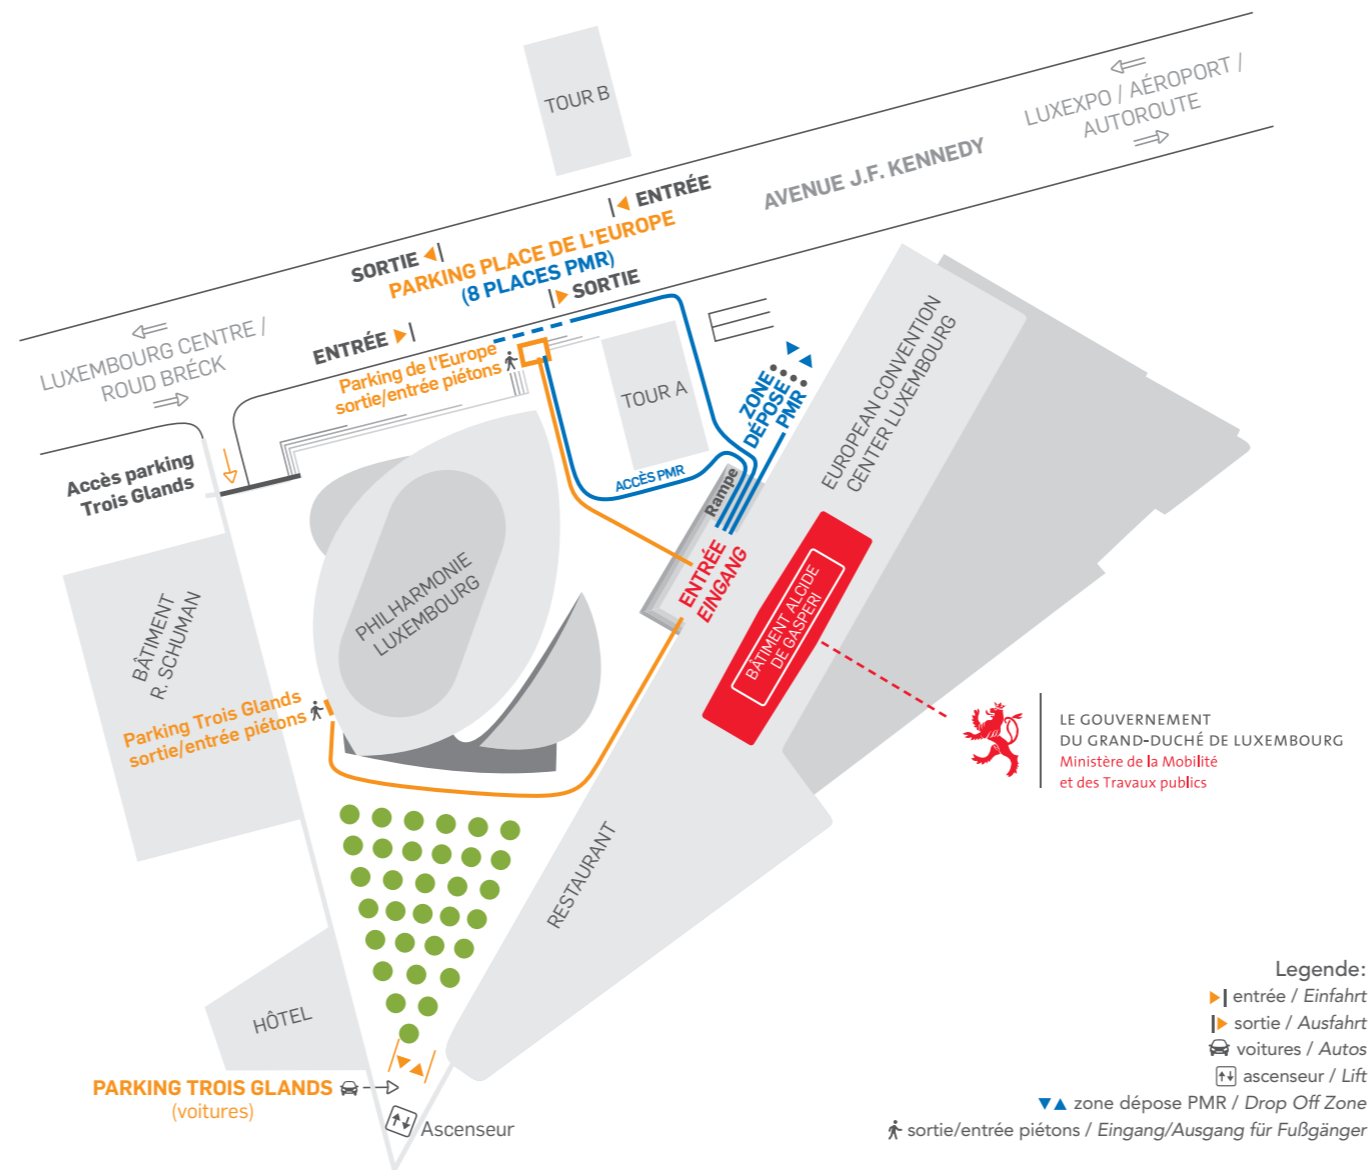 TOUR B
LUXEXPO / AÉROPORT /
AUTOROUTE
AVENUE J.F. KENNEDY
ENTRÉE
SORTIE
PARKING PLACE DE L'EUROPE
(8 PLACES PMR)
SORTIE
ENTRÉE
LUXEMBOURG CENTRE /
ROUD BRÉCK
Parking de l'Europe
sortie/entrée piétons
TOUR A
ZONE
DÉPOSE
PMR
EUROPEAN CONVENTION
CENTER LUXEMBOURG
Accès parking
Trois Glands
ACCÈS PMR
Rampe
ENTRÉE
EINGANG
PHILHARMONIE
LUXEMBOURG
BÂTIMENT
R. SCHUMAN
BÂTIMENT ALCIDE
DE GASPERI
Parking Trois Glands
sortie/entrée piétons
LE GOUVERNEMENT
DU GRAND-DUCHÉ DE LUXEMBOURG
Ministère de la Mobilité
et des Travaux publics
RESTAURANT
HÔTEL
PARKING TROIS GLANDS
(voitures)
Ascenseur
Legende:
entrée / Einfahrt
sortie / Ausfahrt
voitures / Autos
ascenseur / Lift
zone dépose PMR / Drop Off Zone
sortie/entrée piétons / Eingang/Ausgang für Fußgänger